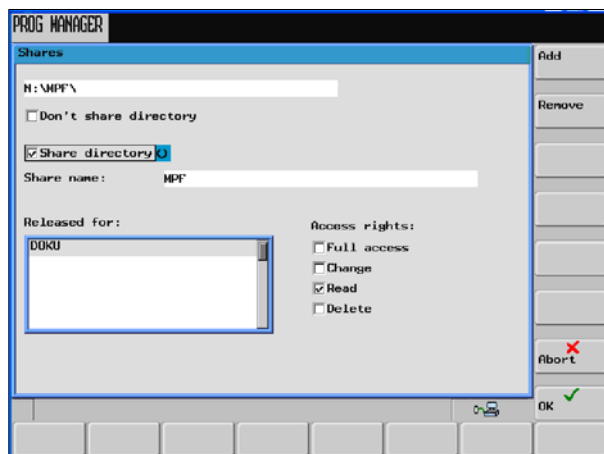 PROG MANAGER
Shares
N:\MPF\
Don't share directory
Share directory
Share name: MPF
Released for:
DOKU
Access rights:
Full access
Change
Read
Delete
Add
Remove
Abort
OK